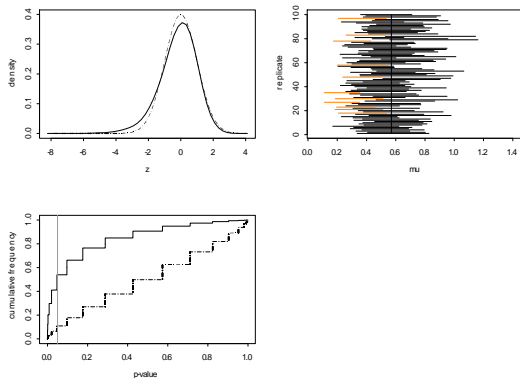 density
0.0 0.1 0.2 0.3 0.4
-8 -6 -4 -2 0 2 4
z
replicate
0 20 40 60 80 100
0.0 0.2 0.4 0.6 0.8 1.0 1.2 1.4
mu
cumulative frequency
0.0 0.2 0.4 0.6 0.8 1.0
0.0 0.2 0.4 0.6 0.8 1.0
p-value